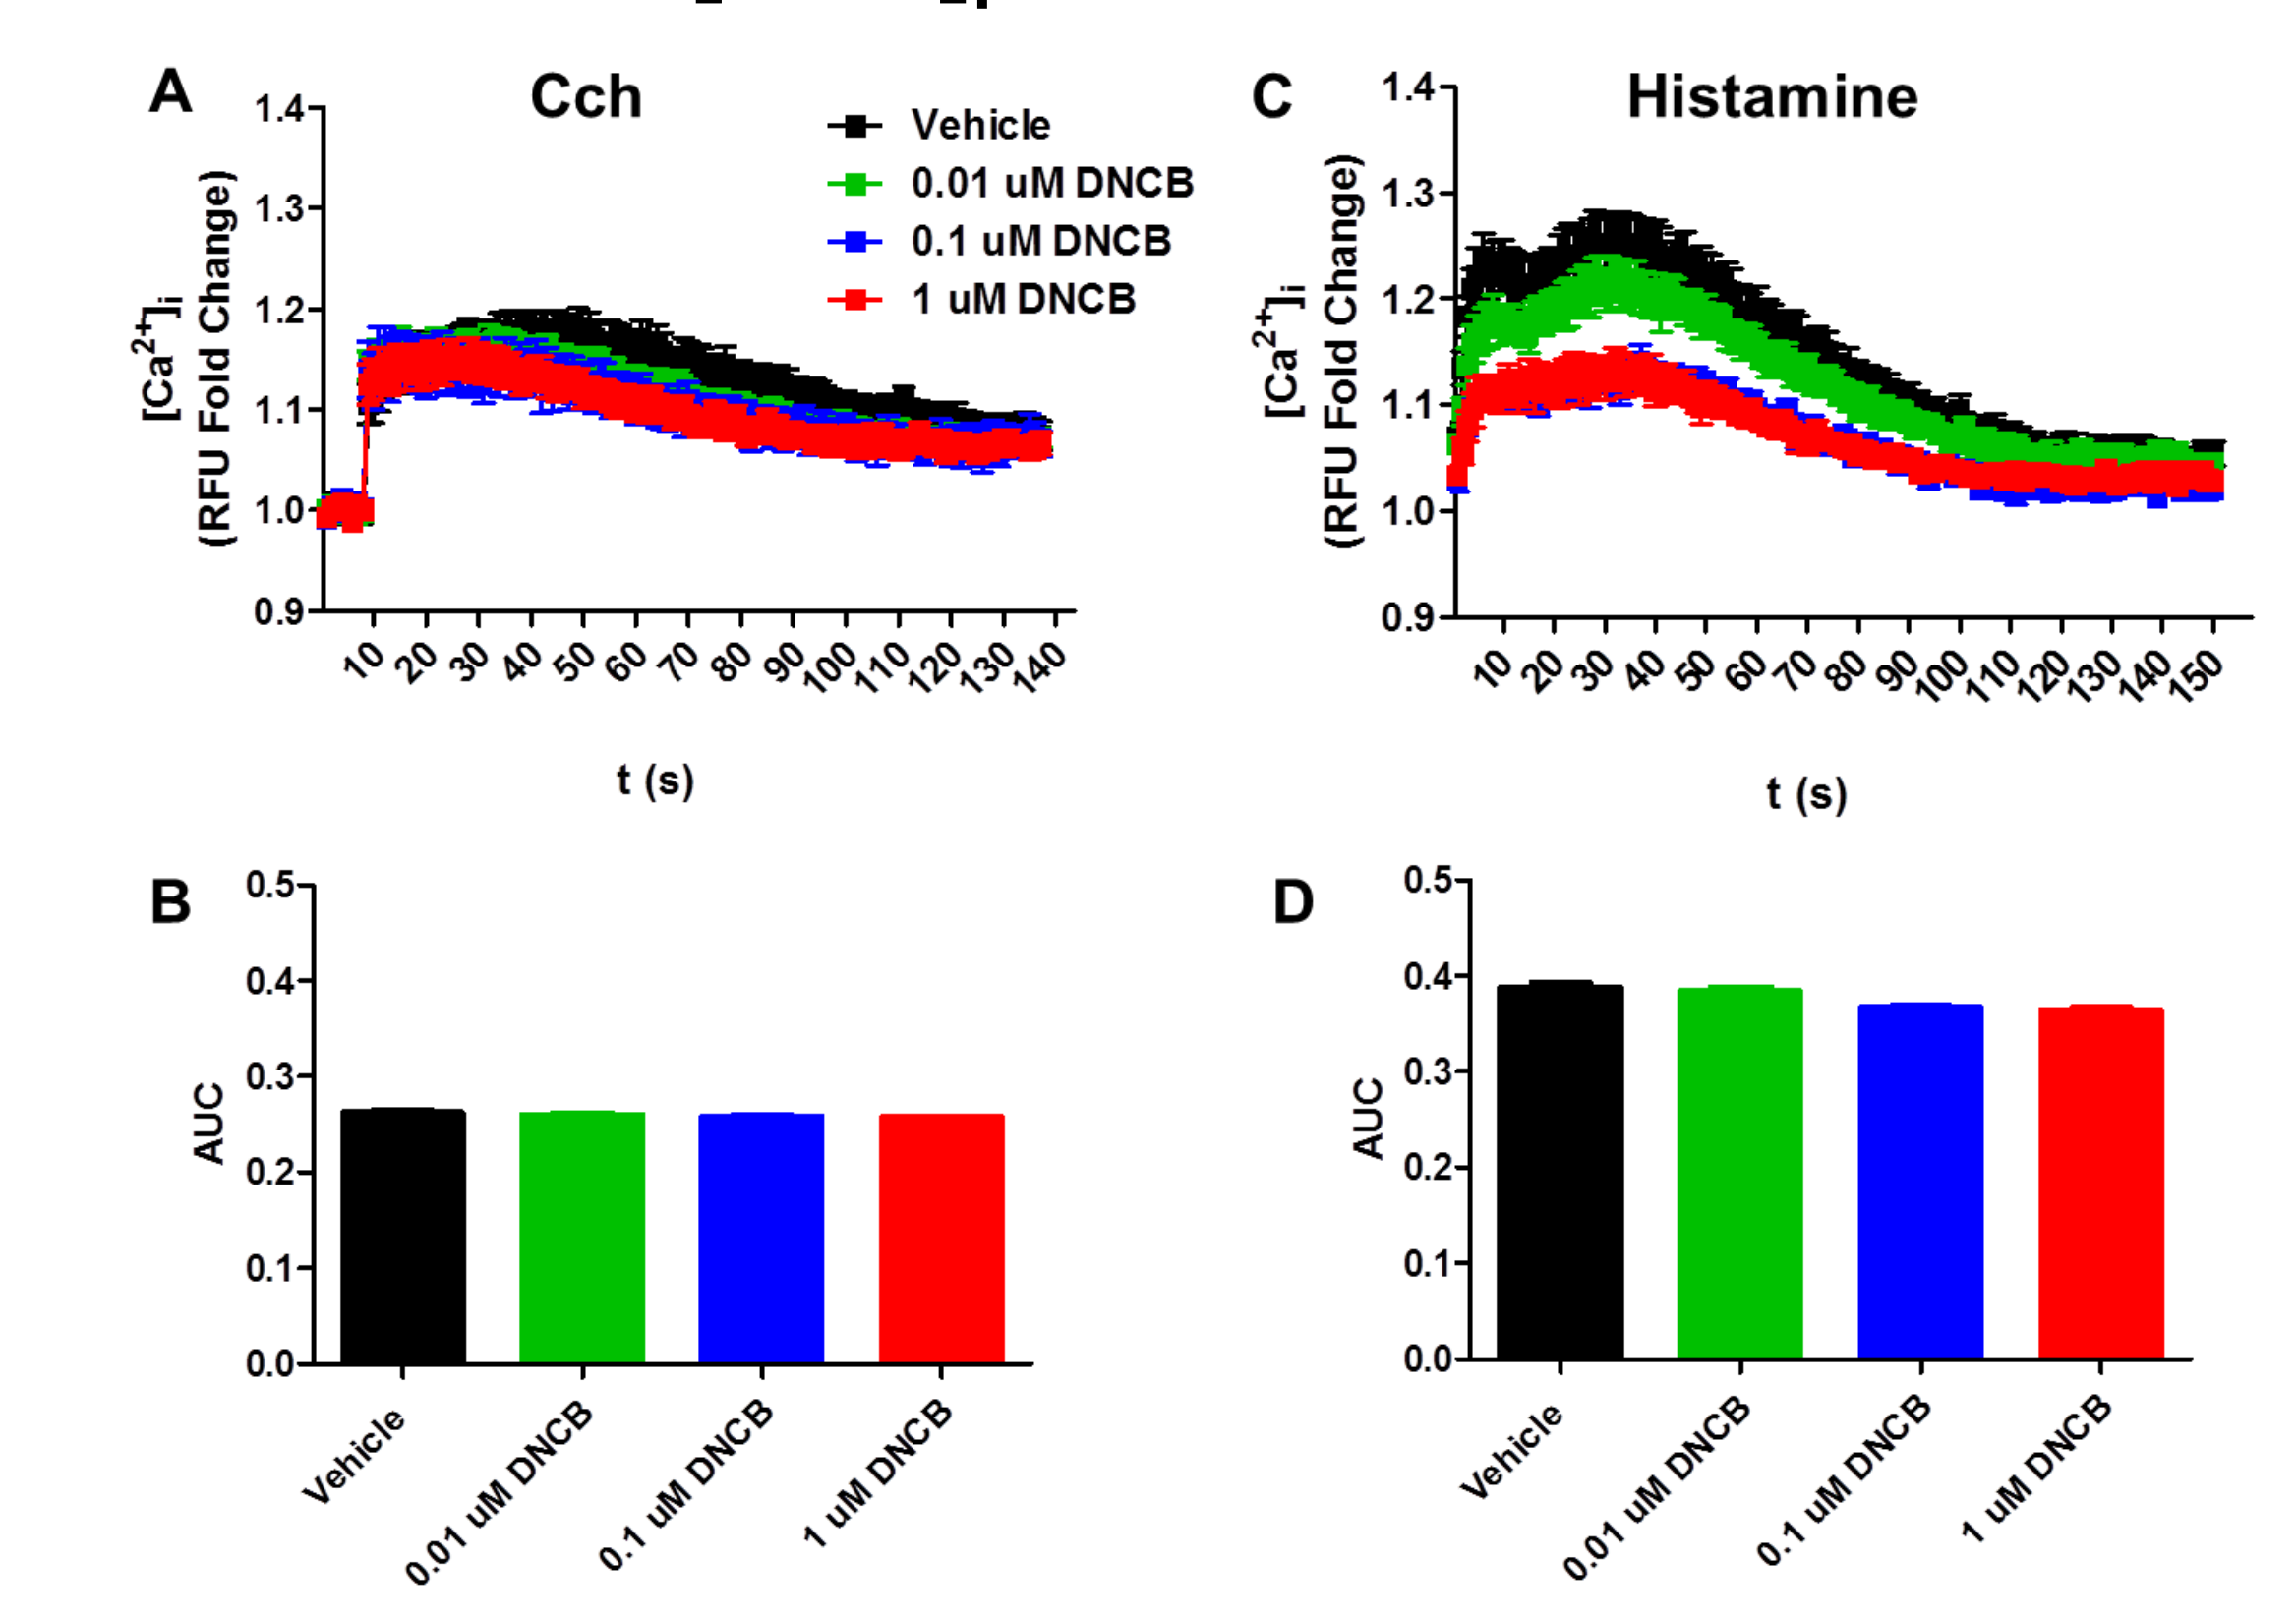 A
Cch
[Ca2+]i
(RFU Fold Change)
1.4
1.3
1.2
1.1
1.0
0.9
10 20 30 40 50 60 70 80 90 100 110 120 130 140
t (s)
Vehicle
0.01 uM DNCB
0.1 uM DNCB
1 uM DNCB
C
Histamine
[Ca2+]i
(RFU Fold Change)
1.4
1.3
1.2
1.1
1.0
0.9
10 20 30 40 50 60 70 80 90 100 110 120 130 140 150
t (s)
B
AUC
0.5
0.4
0.3
0.2
0.1
0.0
Vehicle
0.01 uM DNCB
0.1 uM DNCB
1 uM DNCB
D
AUC
0.5
0.4
0.3
0.2
0.1
0.0
Vehicle
0.01 uM DNCB
0.1 uM DNCB
1 uM DNCB